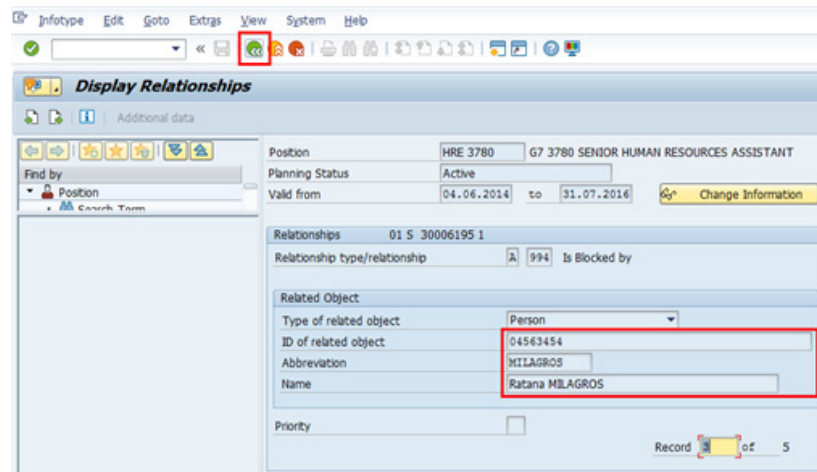 Infotype Edit Goto Extras View System Help
Display Relationships
Additional data
Find by
Position
Search Term
Position HRE 3780 G7 3780 SENIOR HUMAN RESOURCES ASSISTANT
Planning Status Active
Valid from 04.06.2014 to 31.07.2016 Change Information
Relationships 01 S 30006195 1
Relationship type/relationship A 994 Is Blocked by
Related Object
Type of related object Person
ID of related object 04563454
Abbreviation MILAGROS
Name Ratana MILAGROS
Priority
Record 3 of 5